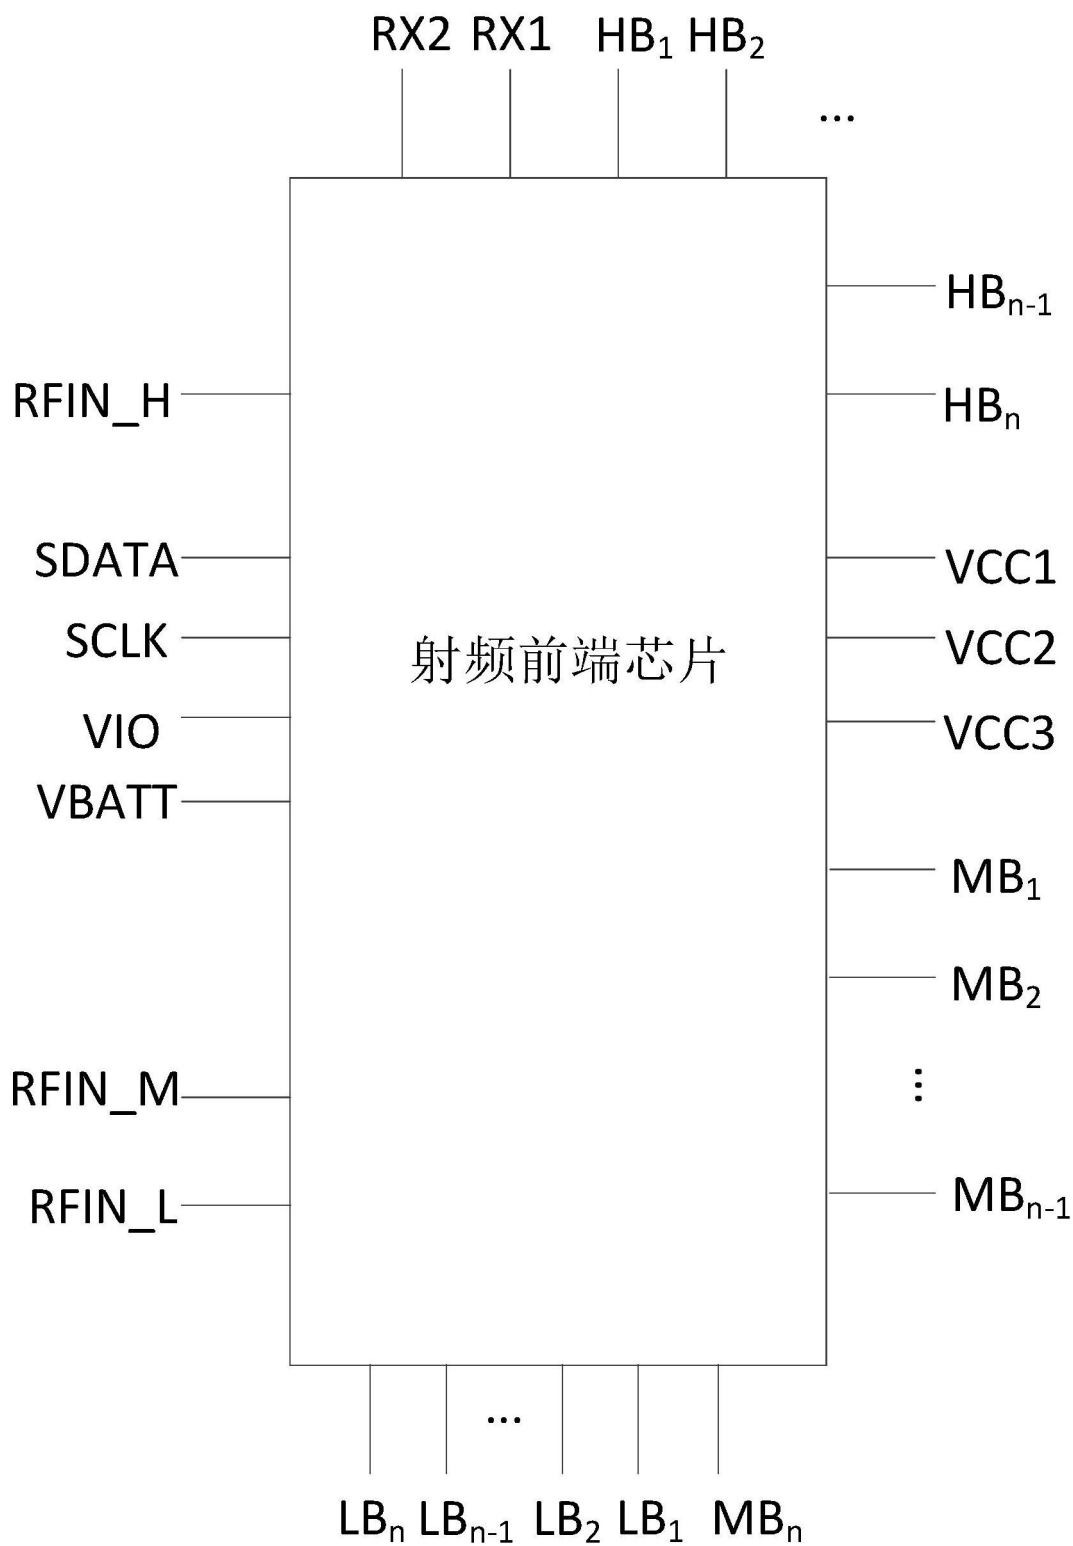 RX2 RX1 HB₁ HB₂
...
HBₙ₋₁
RFIN_H
HBₙ
SDATA
VCC1
SCLK
射频前端芯片
VCC2
VIO
VCC3
VBATT
MB₁
MB₂
RFIN_M
⋮
RFIN_L
MBₙ₋₁
...
LBₙ LBₙ₋₁ LB₂ LB₁ MBₙ